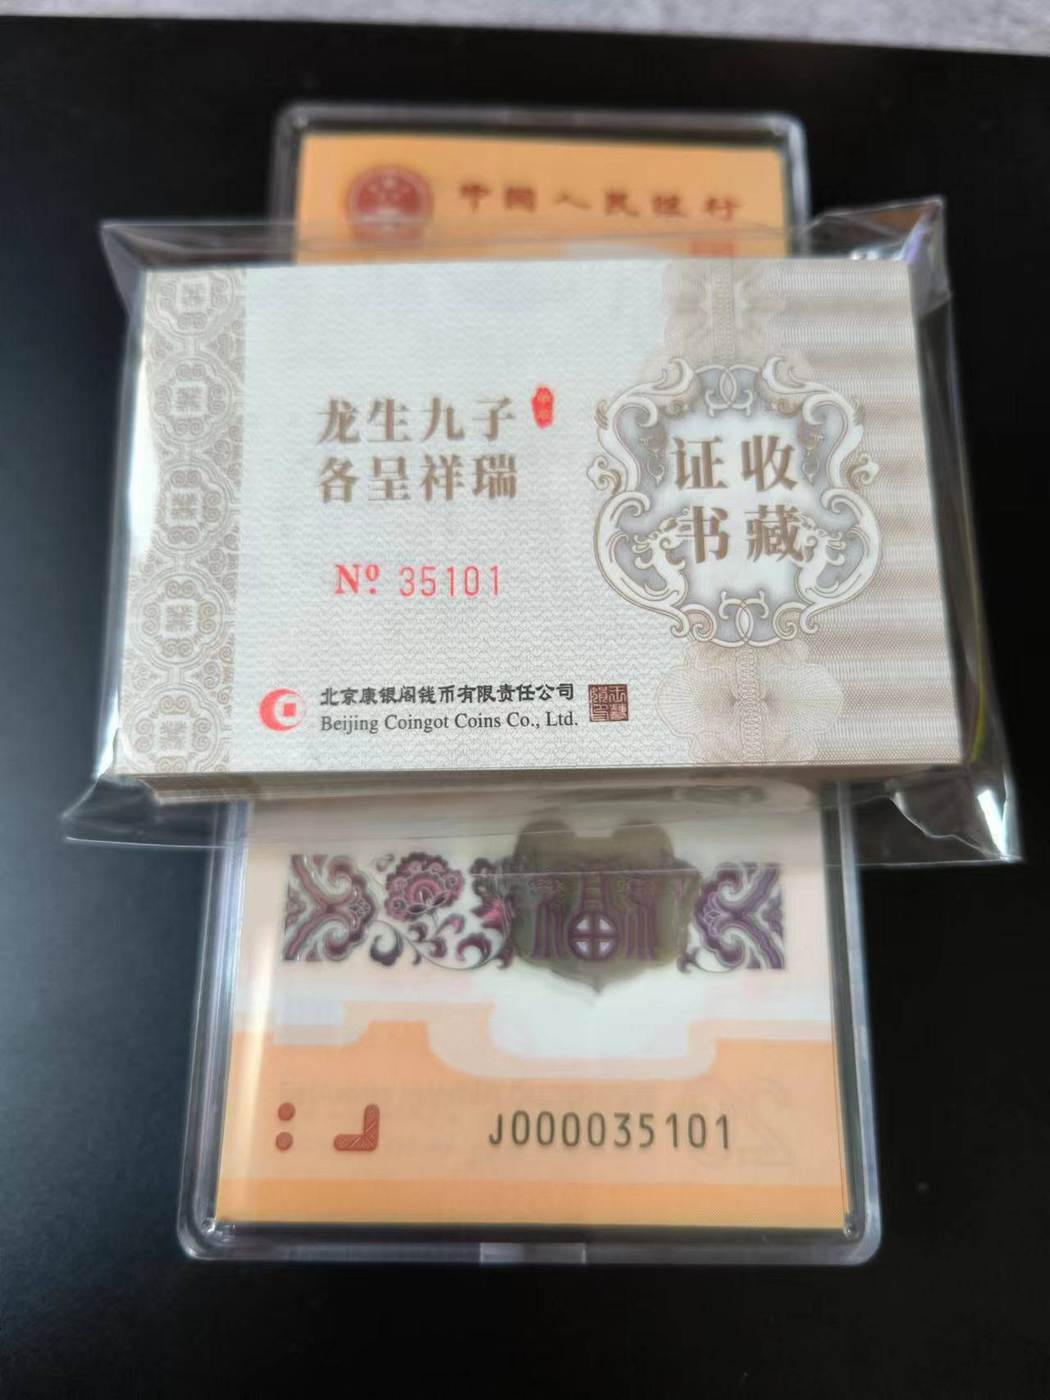 中国人民银行
龙生九子
各呈祥瑞
收藏
证书
Nº 35101
北京康银阁钱币有限责任公司
Beijing Coingot Coins Co., Ltd.
J000035101